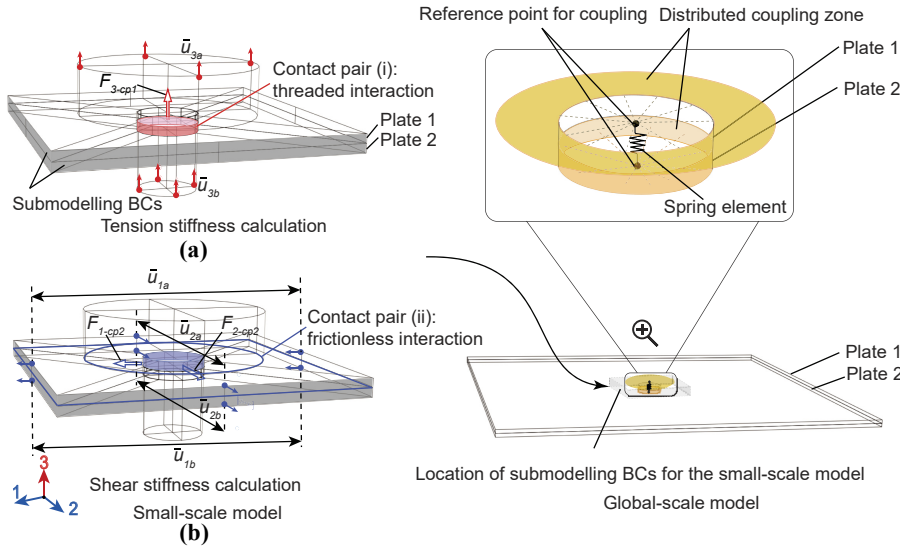 Reference point for coupling
Distributed coupling zone
ū3a
F3-cp1
Contact pair (i):
threaded interaction
Plate 1
Plate 2
ū3b
Submodelling BCs
Tension stiffness calculation
(a)
Plate 1
Plate 2
Spring element
ū1a
Contact pair (ii):
frictionless interaction
F1-cp2
ū2a
F2-cp2
ū2b
ū1b
3
1
2
Shear stiffness calculation
Small-scale model
(b)
Plate 1
Plate 2
Location of submodelling BCs for the small-scale model
Global-scale model